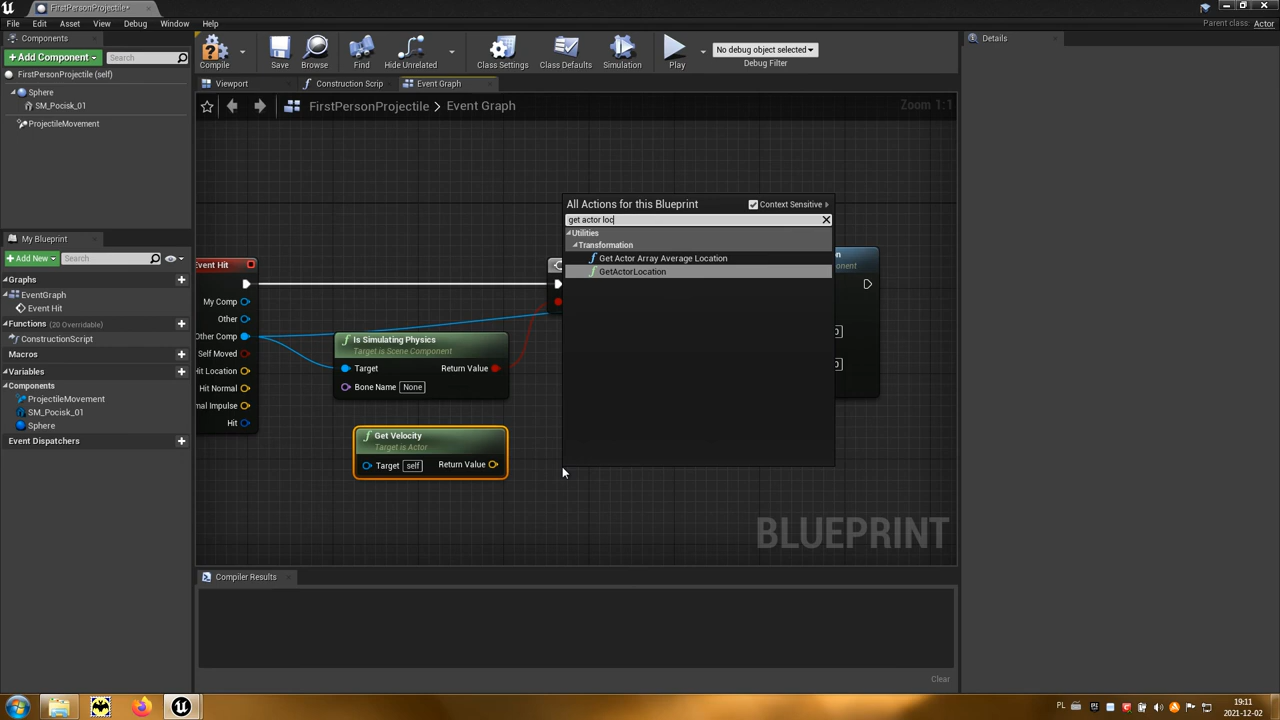 FirstPersonProjectile*
File Edit Asset View Debug Window Help
Parent class: Actor
Components
Details
+Add Component
Search
FirstPersonProjectile (self)
Sphere
SM_Pocisk_01
ProjectileMovement
Compile
Save
Browse
Find
Hide Unrelated
Class Settings
Class Defaults
Simulation
Play
No debug object selected
Debug Filter
Viewport
Construction Scrip
Event Graph
FirstPersonProjectile > Event Graph
Zoom 1:1
My Blueprint
+Add New
Search
Graphs
EventGraph
Event Hit
Functions (20 Overridable)
ConstructionScript
Macros
Variables
Components
ProjectileMovement
SM_Pocisk_01
Sphere
Event Dispatchers
vent Hit
My Comp
Other
Other Comp
Self Moved
Hit Location
Hit Normal
mal Impulse
Hit
f Is Simulating Physics
Target is Scene Component
Target
Return Value
Bone Name None
f Get Velocity
Target is Actor
Target self
Return Value
All Actions for this Blueprint
Context Sensitive
get actor loc
Utilities
Transformation
f Get Actor Array Average Location
f GetActorLocation
n
onent
BLUEPRINT
Compiler Results
Clear
PL
19:11
2021-12-02